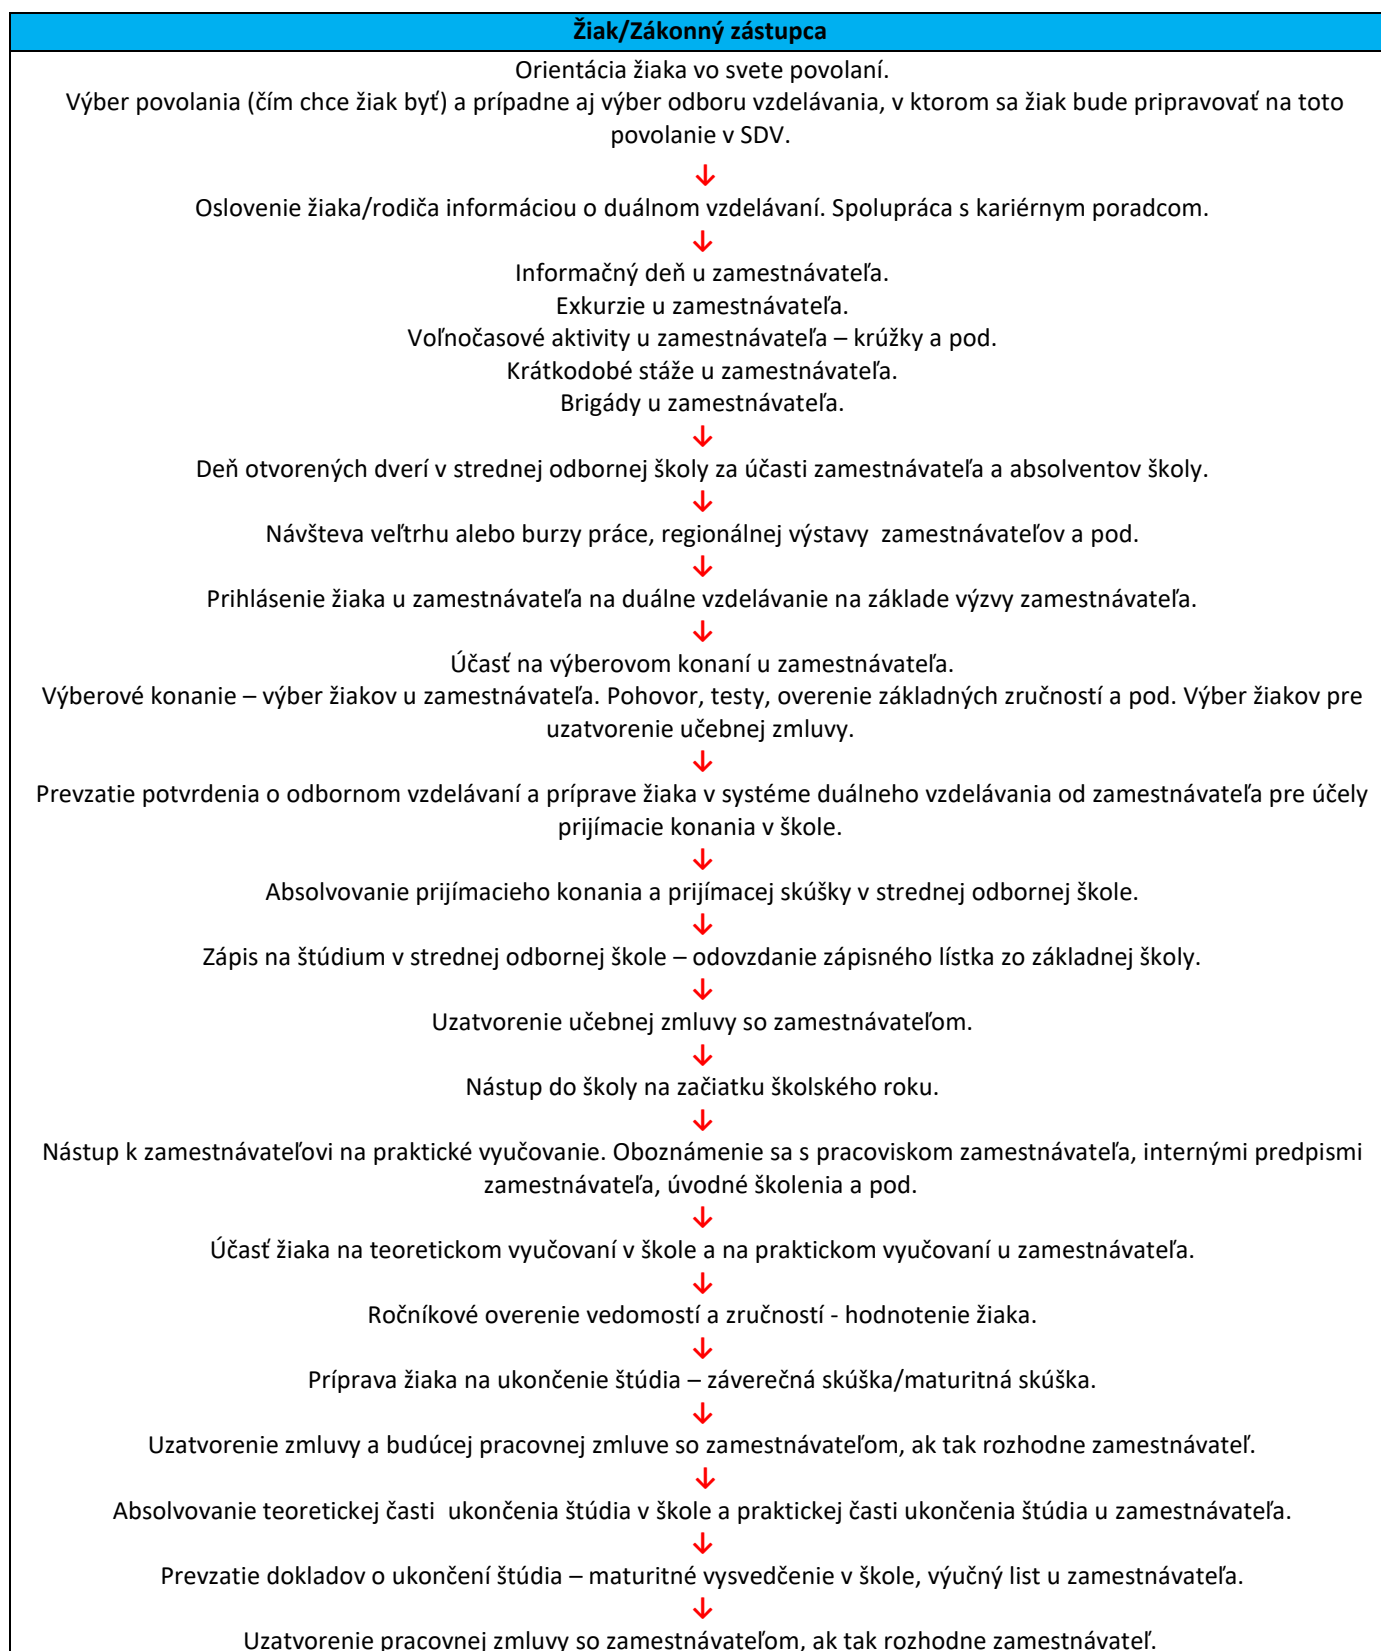 Žiak/Zákonný zástupca
Orientácia žiaka vo svete povolaní.
Výber povolania (čím chce žiak byť) a prípadne aj výber odboru vzdelávania, v ktorom sa žiak bude pripravovať na toto
povolanie v SDV.
↓
Oslovenie žiaka/rodiča informáciou o duálnom vzdelávaní. Spolupráca s kariérnym poradcom.
↓
Informačný deň u zamestnávateľa.
Exkurzie u zamestnávateľa.
Voľnočasové aktivity u zamestnávateľa – krúžky a pod.
Krátkodobé stáže u zamestnávateľa.
Brigády u zamestnávateľa.
↓
Deň otvorených dverí v strednej odbornej školy za účasti zamestnávateľa a absolventov školy.
↓
Návšteva veľtrhu alebo burzy práce, regionálnej výstavy  zamestnávateľov a pod.
↓
Prihlásenie žiaka u zamestnávateľa na duálne vzdelávanie na základe výzvy zamestnávateľa.
↓
Účasť na výberovom konaní u zamestnávateľa.
Výberové konanie – výber žiakov u zamestnávateľa. Pohovor, testy, overenie základných zručností a pod. Výber žiakov pre
uzatvorenie učebnej zmluvy.
↓
Prevzatie potvrdenia o odbornom vzdelávaní a príprave žiaka v systéme duálneho vzdelávania od zamestnávateľa pre účely
prijímacie konania v škole.
↓
Absolvovanie prijímacieho konania a prijímacej skúšky v strednej odbornej škole.
↓
Zápis na štúdium v strednej odbornej škole – odovzdanie zápisného lístka zo základnej školy.
↓
Uzatvorenie učebnej zmluvy so zamestnávateľom.
↓
Nástup do školy na začiatku školského roku.
↓
Nástup k zamestnávateľovi na praktické vyučovanie. Oboznámenie sa s pracoviskom zamestnávateľa, internými predpismi
zamestnávateľa, úvodné školenia a pod.
↓
Účasť žiaka na teoretickom vyučovaní v škole a na praktickom vyučovaní u zamestnávateľa.
↓
Ročníkové overenie vedomostí a zručností - hodnotenie žiaka.
↓
Príprava žiaka na ukončenie štúdia – záverečná skúška/maturitná skúška.
↓
Uzatvorenie zmluvy a budúcej pracovnej zmluve so zamestnávateľom, ak tak rozhodne zamestnávateľ.
↓
Absolvovanie teoretickej časti  ukončenia štúdia v škole a praktickej časti ukončenia štúdia u zamestnávateľa.
↓
Prevzatie dokladov o ukončení štúdia – maturitné vysvedčenie v škole, výučný list u zamestnávateľa.
↓
Uzatvorenie pracovnej zmluvy so zamestnávateľom, ak tak rozhodne zamestnávateľ.